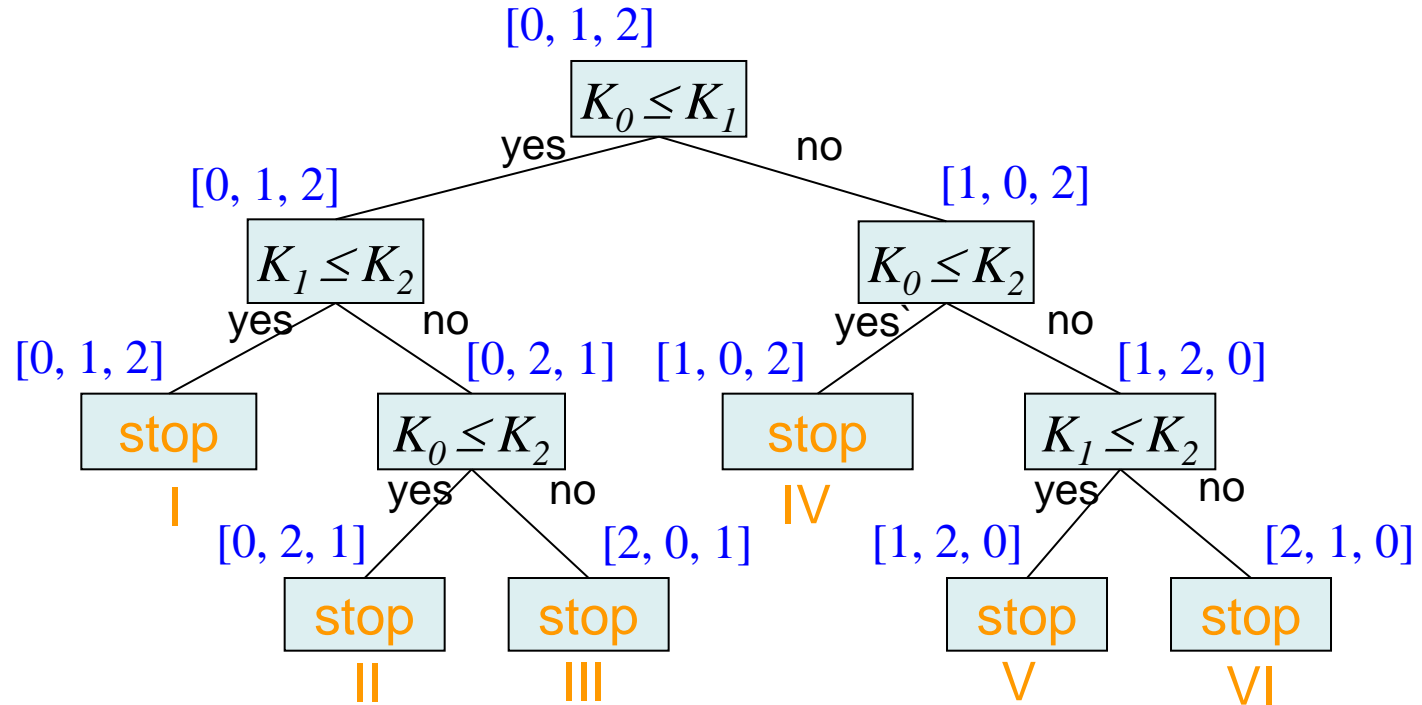 [0, 1, 2]
K0 ≤ K1
yes
no
[0, 1, 2]
[1, 0, 2]
K1 ≤ K2
K0 ≤ K2
yes
no
yes`
no
[0, 1, 2]
[0, 2, 1]
[1, 0, 2]
[1, 2, 0]
stop
K0 ≤ K2
stop
K1 ≤ K2
I
yes
no
IV
yes
no
[0, 2, 1]
[2, 0, 1]
[1, 2, 0]
[2, 1, 0]
stop
stop
stop
stop
II
III
V
VI